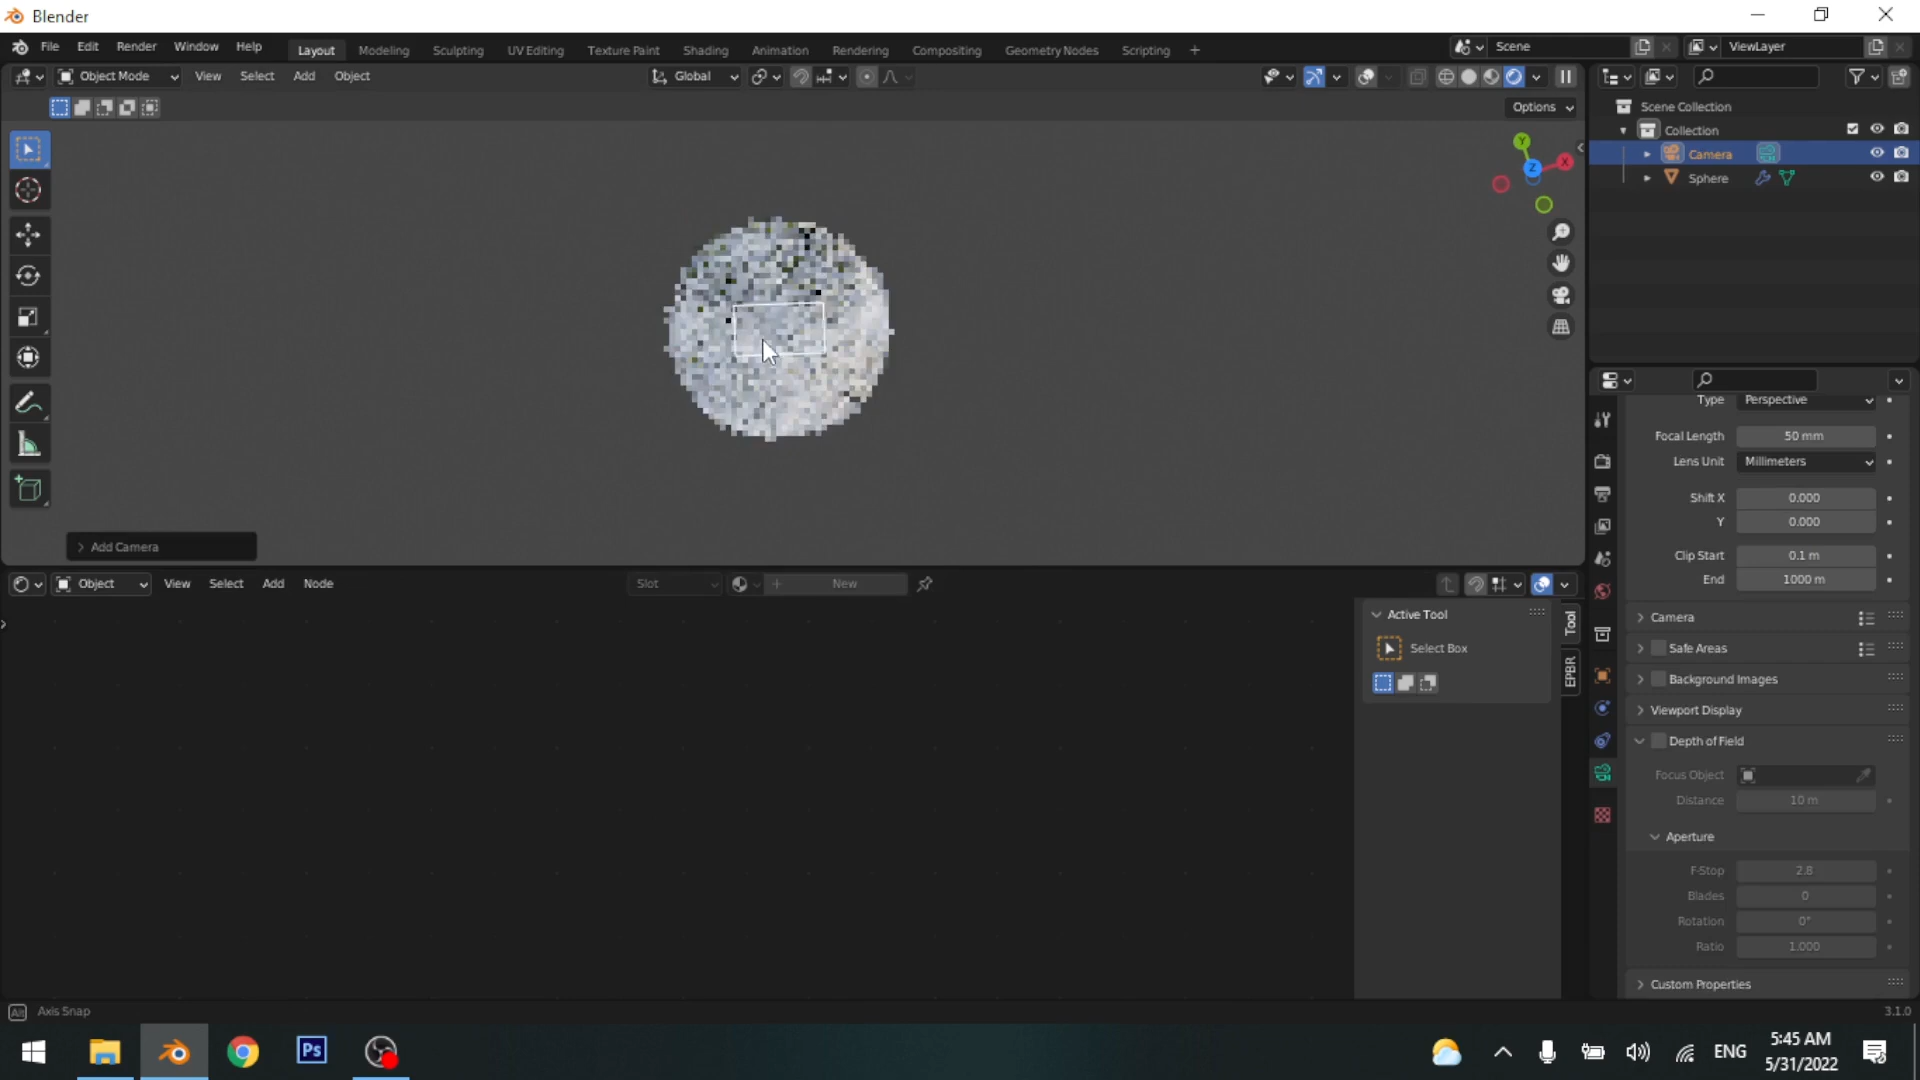 Blender
File Edit Render Window Help Layout Modeling Sculpting UV Editing Texture Paint Shading Animation Rendering Compositing Geometry Nodes Scripting + Scene ViewLayer
Object Mode View Select Add Object Global
Options
Scene Collection
Collection
Camera
Sphere
Y
X
Z
Type Perspective
Focal Length 50 mm
Lens Unit Millimeters
Shift X 0.000
Y 0.000
Clip Start 0.1 m
End 1000 m
Camera
Safe Areas
Background Images
Viewport Display
Depth of Field
Focus Object
Distance 10 m
Aperture
F-Stop 2.8
Blades 0
Rotation 0°
Ratio 1.000
Custom Properties
Add Camera
Object View Select Add Node Slot New
Active Tool
Select Box
Tool
EPBR
Alt Axis Snap
3.1.0
Ps
ENG
5:45 AM
5/31/2022